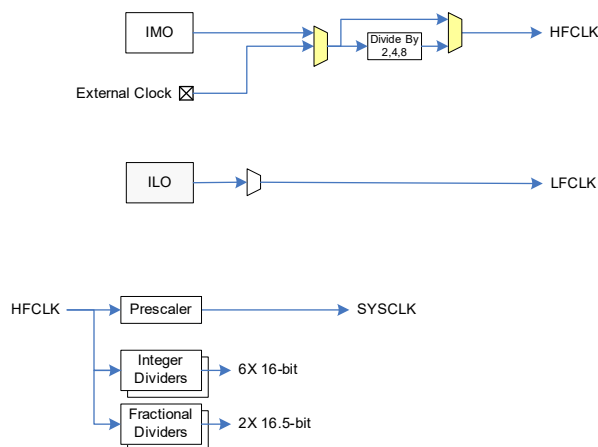 IMO
HFCLK
Divide By
2,4,8
External Clock
ILO
LFCLK
HFCLK
Prescaler
SYSCLK
Integer
Dividers
6X 16-bit
Fractional
Dividers
2X 16.5-bit